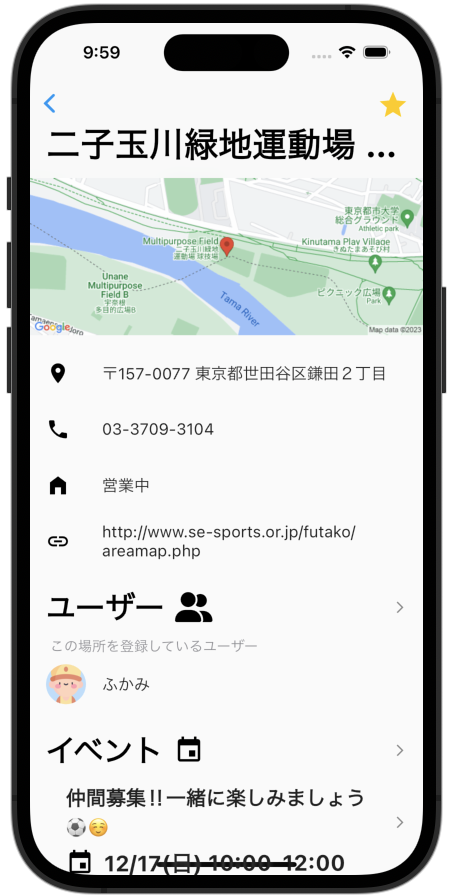 9:59
二子玉川緑地運動場 ...
東京都市大学
総合グラウンド
Athletic park
Multipurpose Field
二子玉川緑地
運動場 球技場
Kinutama Play Village
きぬたまあそび村
Unane
Multipurpose
Field B
宇奈根
多目的広場B
ピクニック広場
Park
Tama River
Google
Map data ©2023
〒157-0077 東京都世田谷区鎌田２丁目
03-3709-3104
営業中
http://www.se-sports.or.jp/futako/
areamap.php
ユーザー
この場所を登録しているユーザー
ふかみ
イベント
仲間募集‼️一緒に楽しみましょう
⚽️☺️
12/17(日) 10:00-12:00